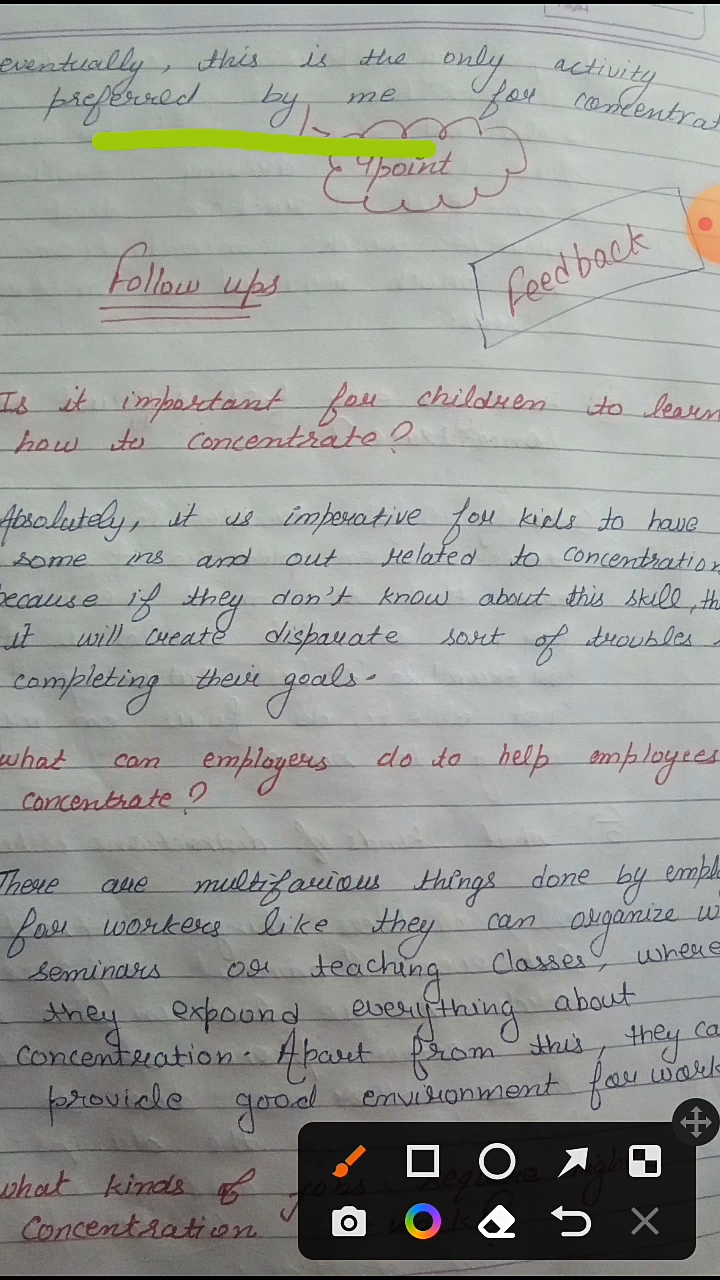 eventually, this is the only activity
preferred by me for concentrat
4point
Follow ups
feedback
Is it important for children to learn
how to concentrate?
Absolutely, it is imperative for kids to have
some ins and out related to concentration
because if they don't know about this skill, th
it will create disparate sort of troubles
completing their goals.
what can employers do to help employees
concentrate?
There are multifarious things done by empl
for workers like they can organize w
seminars or teaching classes, where
they expound everything about
concentration. Apart from this, they ca
provide good environment for work
what kinds of jobs require high
concentration